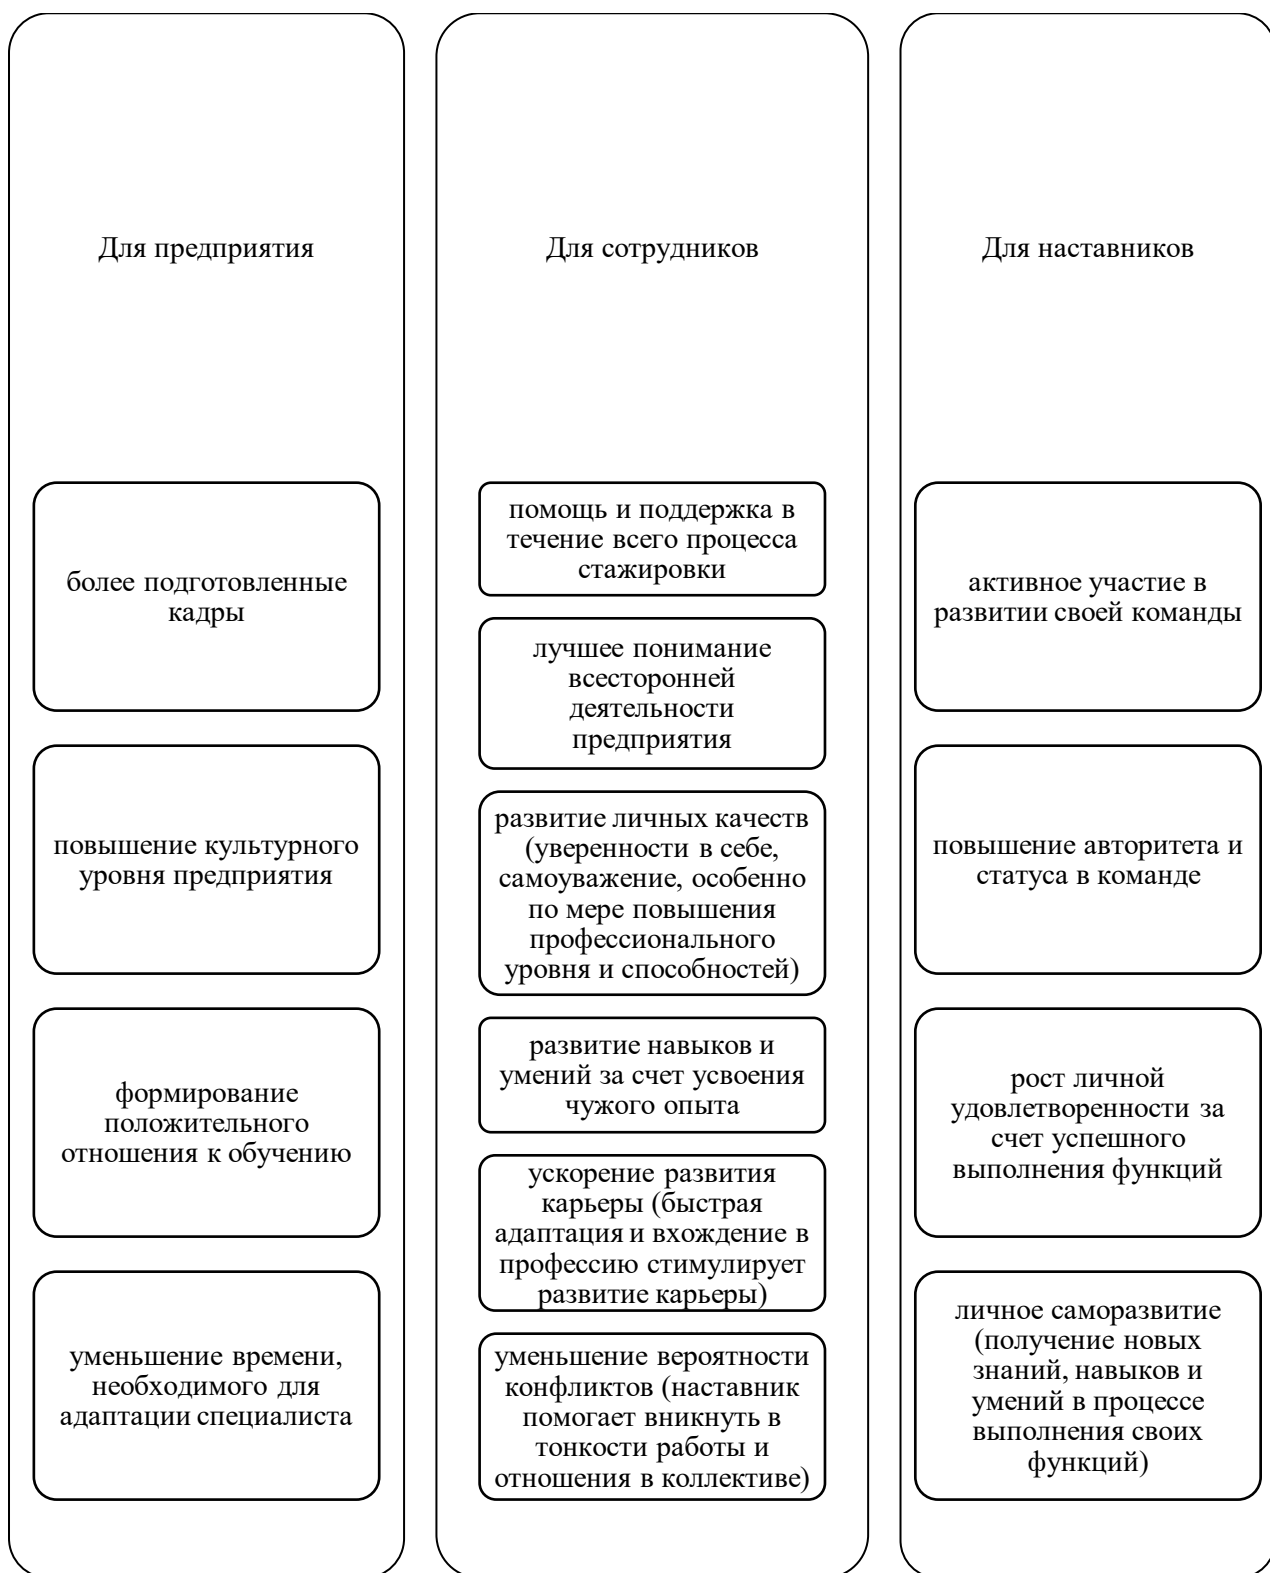 Для предприятия
более подготовленные
кадры
повышение культурного
уровня предприятия
формирование
положительного
отношения к обучению
уменьшение времени,
необходимого для
адаптации специалиста
Для сотрудников
помощь и поддержка в
течение всего процесса
стажировки
лучшее понимание
всесторонней
деятельности
предприятия
развитие личных качеств
(уверенности в себе,
самоуважение, особенно
по мере повышения
профессионального
уровня и способностей)
развитие навыков и
умений за счет усвоения
чужого опыта
ускорение развития
карьеры (быстрая
адаптация и вхождение в
профессию стимулирует
развитие карьеры)
уменьшение вероятности
конфликтов (наставник
помогает вникнуть в
тонкости работы и
отношения в коллективе)
Для наставников
активное участие в
развитии своей команды
повышение авторитета и
статуса в команде
рост личной
удовлетворенности за
счет успешного
выполнения функций
личное саморазвитие
(получение новых
знаний, навыков и
умений в процессе
выполнения своих
функций)